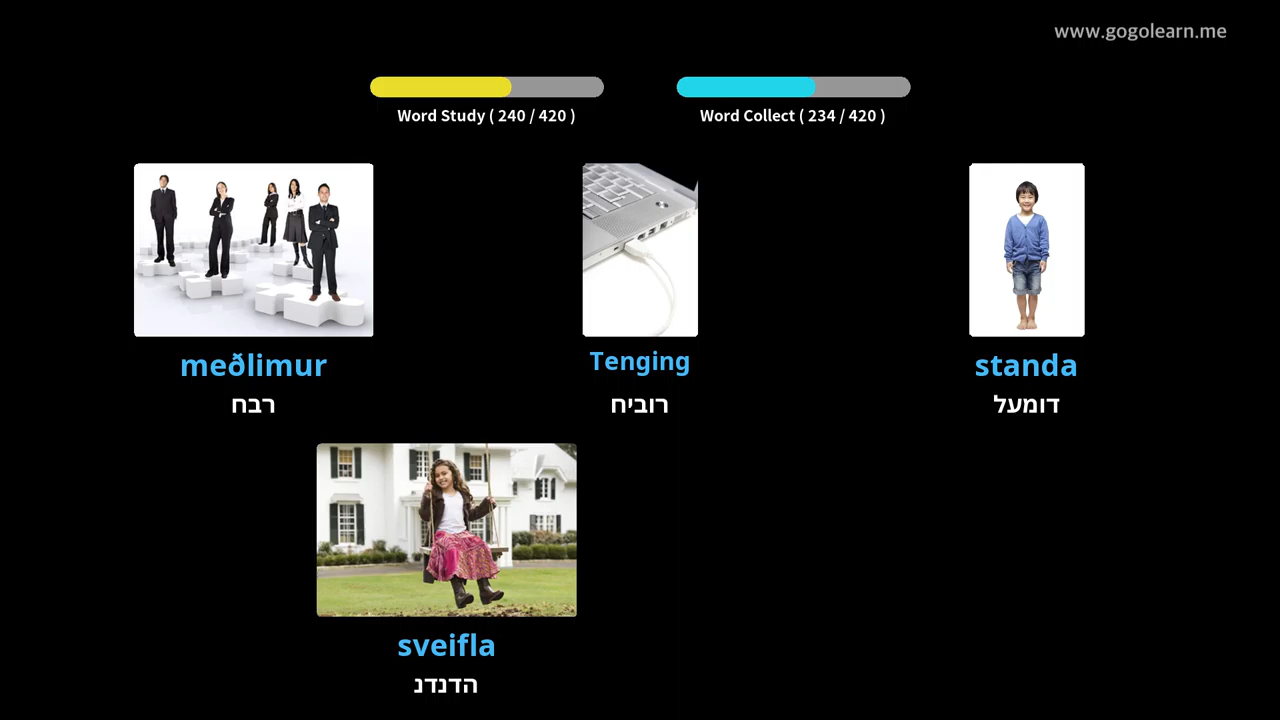 www.gogolearn.me
Word Study ( 240 / 420 )
Word Collect ( 234 / 420 )
meðlimur
רבח
Tenging
רוביח
standa
דומעל
sveifla
הדנדנ